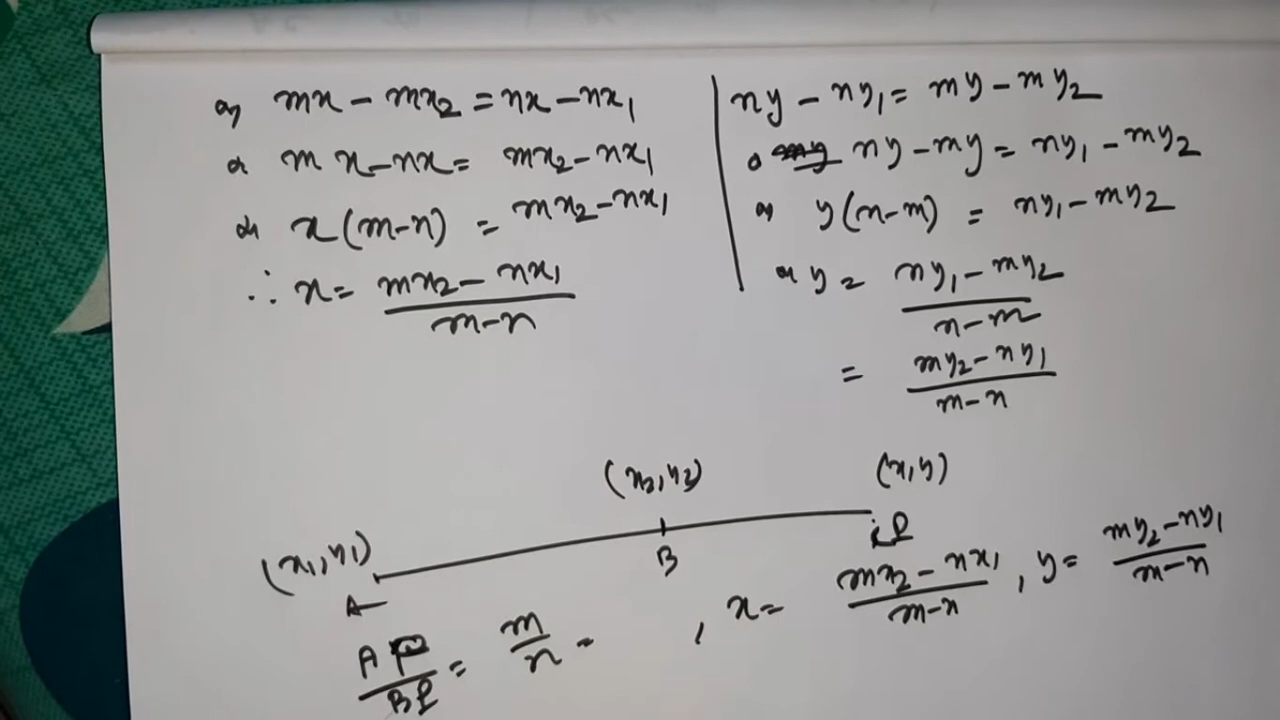 or mx - mx₂ = nx - nx₁
or mx - nx = mx₂ - nx₁
or x(m-n) = mx₂ - nx₁
∴ x = (mx₂ - nx₁)/(m-n)
ny - ny₁ = my - my₂
or ny - my = ny₁ - my₂
or y(n-m) = ny₁ - my₂
or y = (ny₁ - my₂)/(n-m)
= (my₂ - ny₁)/(m-n)
(x₁, y₁) (x₂, y₂) (x, y)
A B P
AP/BP = m/n , x = (mx₂ - nx₁)/(m-n) , y = (my₂ - ny₁)/(m-n)